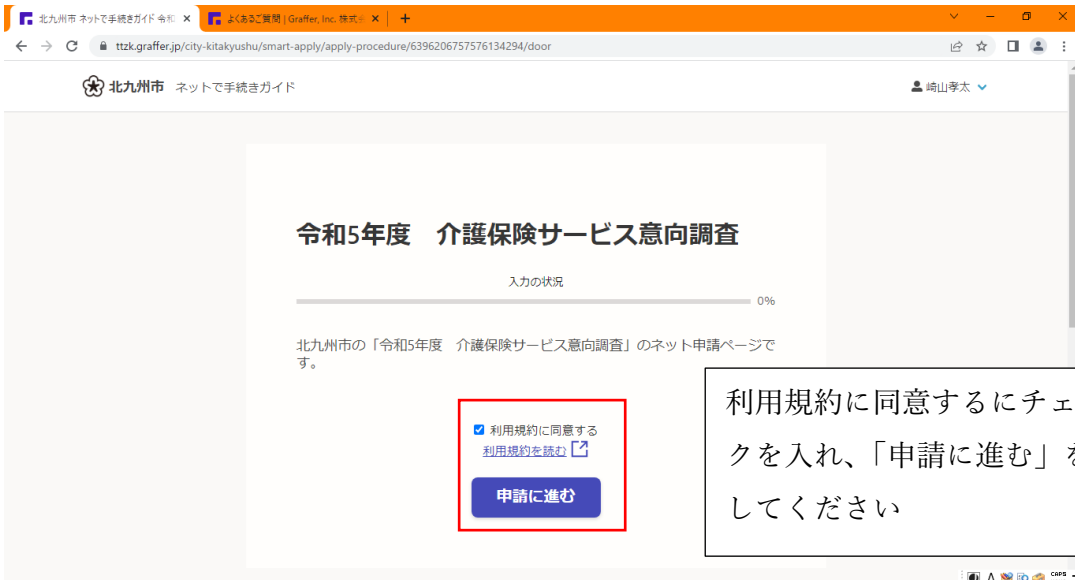 北九州市 ネットで手続きガイド 令和
よくあるご質問 | Graffer, Inc. 株式
ttzk.graffer.jp/city-kitakyushu/smart-apply/apply-procedure/6396206757576134294/door
北九州市 ネットで手続きガイド
崎山孝太
令和5年度　介護保険サービス意向調査
入力の状況
0%
北九州市の「令和5年度　介護保険サービス意向調査」のネット申請ページで
す。
利用規約に同意する
利用規約を読む
申請に進む
利用規約に同意するにチェ
クを入れ、「申請に進む」を
してください
A
CAPS